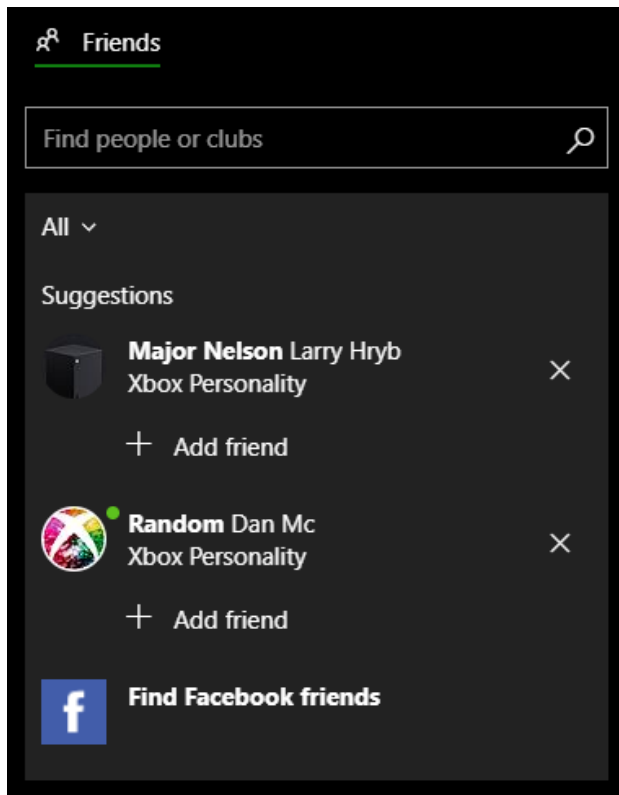 Friends
Find people or clubs
All
Suggestions
Major Nelson Larry Hryb
Xbox Personality
Add friend
Random Dan Mc
Xbox Personality
Add friend
f
Find Facebook friends